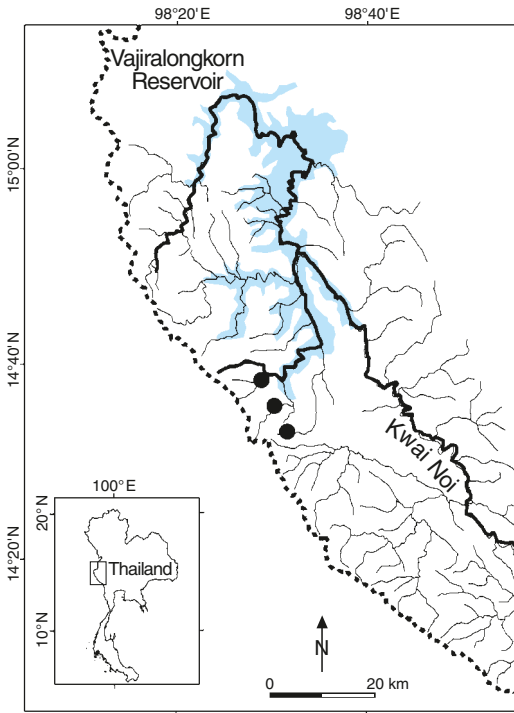 98°20'E
98°40'E
Vajiralongkorn
Reservoir
15°00'N
14°40'N
14°20'N
Kwai Noi
100°E
20°N
10°N
Thailand
N
0
20 km